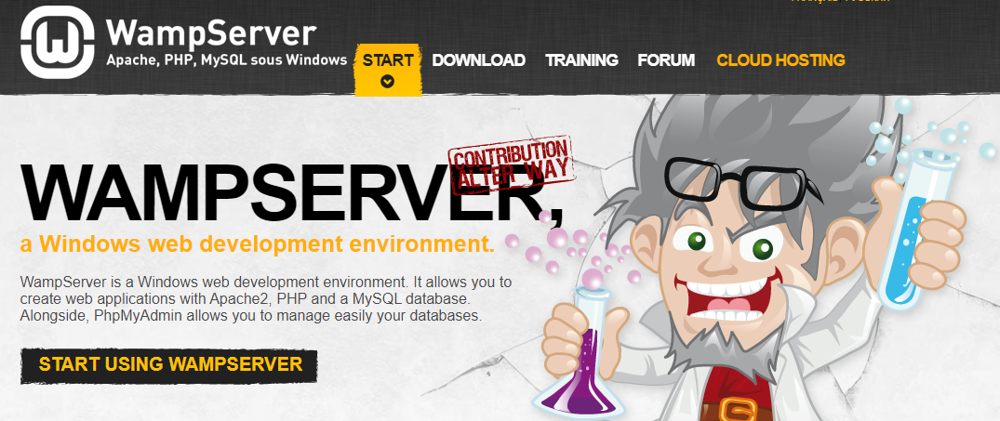 WampServer
Apache, PHP, MySQL sous Windows
START
DOWNLOAD
TRAINING
FORUM
CLOUD HOSTING
CONTRIBUTION
ALTER WAY
WAMPSERVER,
a Windows web development environment.
WampServer is a Windows web development environment. It allows you to
create web applications with Apache2, PHP and a MySQL database.
Alongside, PhpMyAdmin allows you to manage easily your databases.
START USING WAMPSERVER